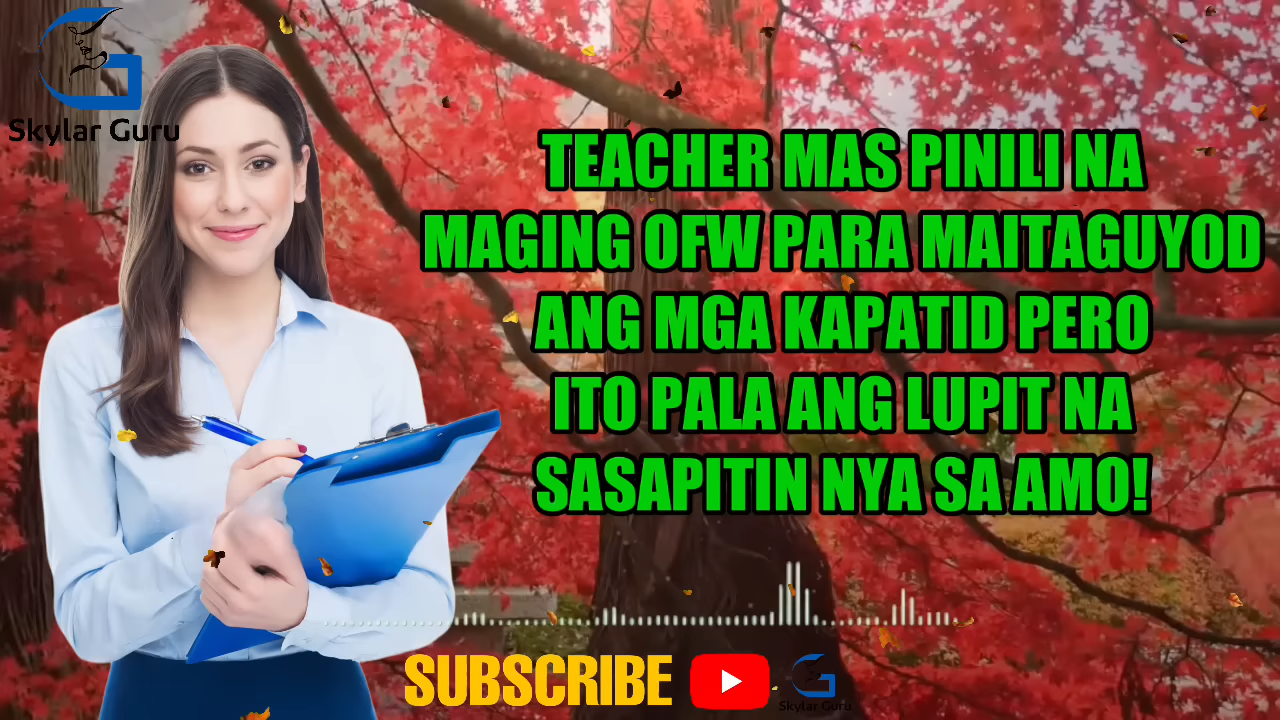 Skylar Guru
TEACHER MAS PINILI NA
MAGING OFW PARA MAITAGUYOD
ANG MGA KAPATID PERO
ITO PALA ANG LUPIT NA
SASAPITIN NYA SA AMO!
SUBSCRIBE
Skylar Guru